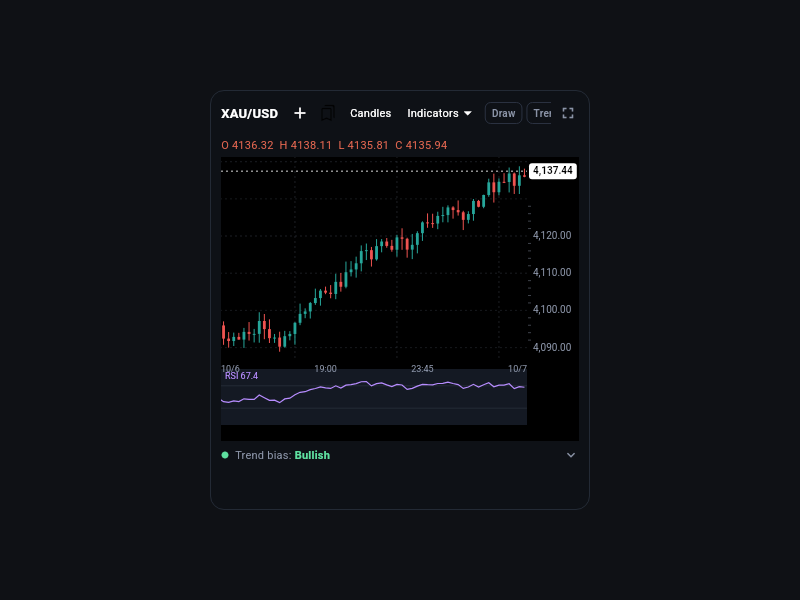 XAU/USD + Candles Indicators Draw Tre
O 4136.32 H 4138.11 L 4135.81 C 4135.94
4,137.44
4,120.00
4,110.00
4,100.00
4,090.00
10/6 19:00 23:45 10/7
RSI 67.4
Trend bias: Bullish